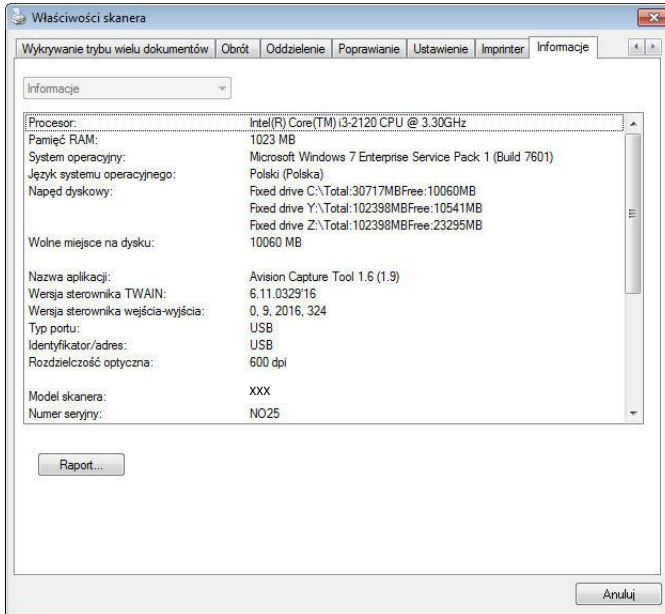 Właściwości skanera
Wykrywanie trybu wielu dokumentów Obrót Oddzielenie Poprawianie Ustawienie Imprinter Informacje
Informacje
Procesor: Intel(R) Core(TM) i3-2120 CPU @ 3.30GHz
Pamięć RAM: 1023 MB
System operacyjny: Microsoft Windows 7 Enterprise Service Pack 1 (Build 7601)
Język systemu operacyjnego: Polski (Polska)
Napęd dyskowy: Fixed drive C:\Total:30717MBFree:10060MB
Fixed drive Y:\Total:102398MBFree:10541MB
Fixed drive Z:\Total:102398MBFree:23295MB
Wolne miejsce na dysku: 10060 MB
Nazwa aplikacji: Avision Capture Tool 1.6 (1.9)
Wersja sterownika TWAIN: 6.11.0329'16
Wersja sterownika wejścia-wyjścia: 0, 9, 2016, 324
Typ portu: USB
Identyfikator/adres: USB
Rozdzielczość optyczna: 600 dpi
Model skanera: XXX
Numer seryjny: NO25
Raport...
Anuluj